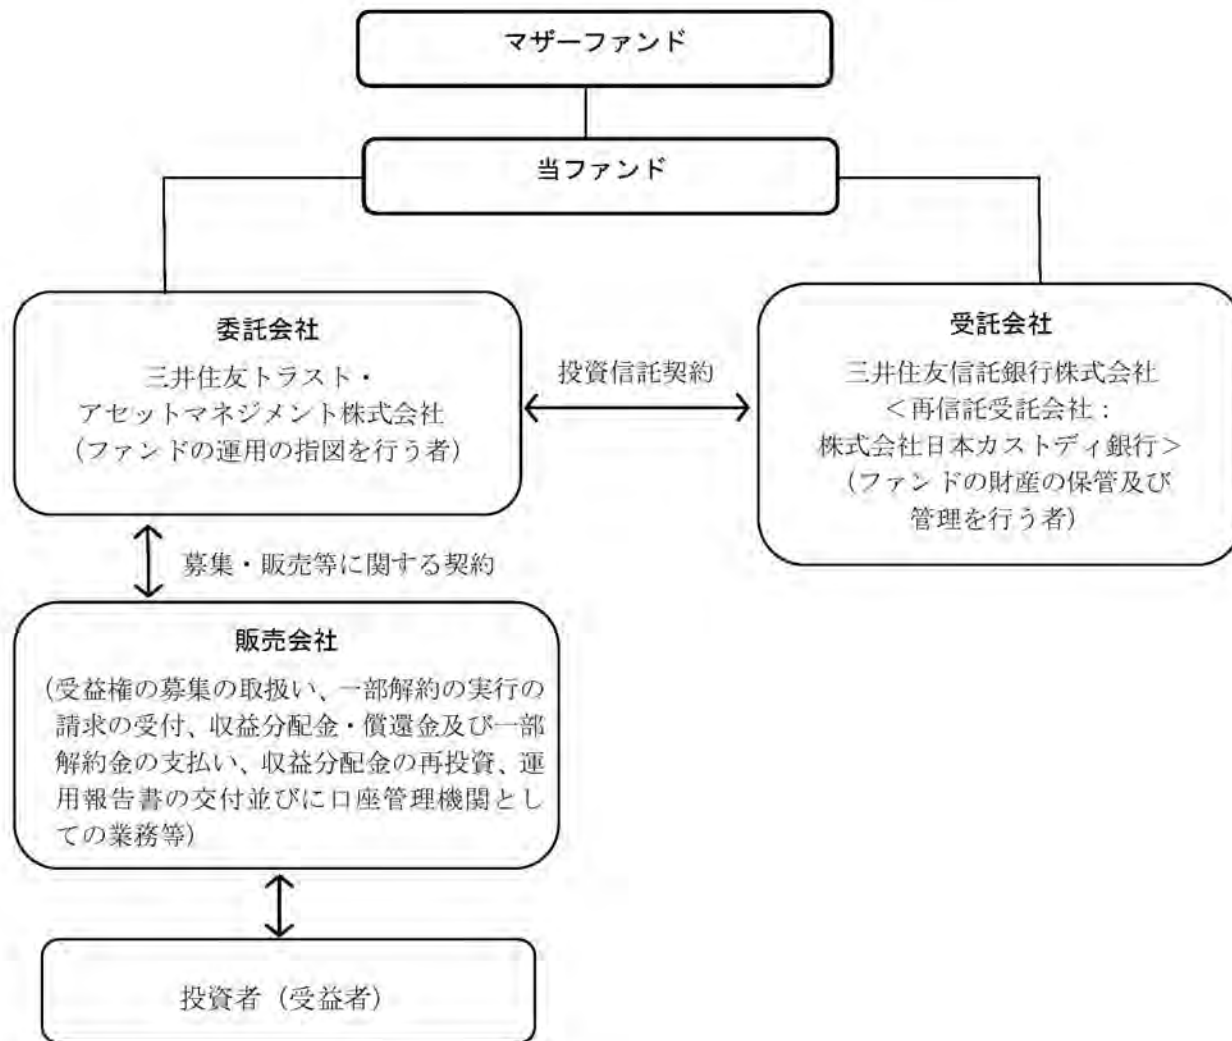 マザーファンド
当ファンド
委託会社
三井住友トラスト・
アセットマネジメント株式会社
(ファンドの運用の指図を行う者)
投資信託契約
受託会社
三井住友信託銀行株式会社
<再信託受託会社:
株式会社日本カストディ銀行>
(ファンドの財産の保管及び
管理を行う者)
募集・販売等に関する契約
販売会社
(受益権の募集の取扱い、一部解約の実行の
請求の受付、収益分配金・償還金及び一部
解約金の支払い、収益分配金の再投資、運
用報告書の交付並びに口座管理機関とし
ての業務等)
投資者(受益者)